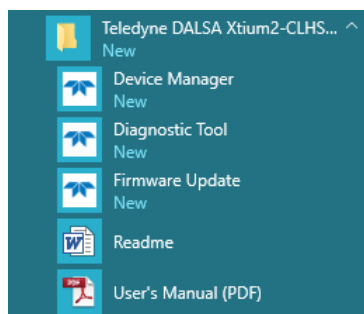 Teledyne DALSA Xtium2-CLHS...
New
Device Manager
New
Diagnostic Tool
New
Firmware Update
New
Readme
User's Manual (PDF)